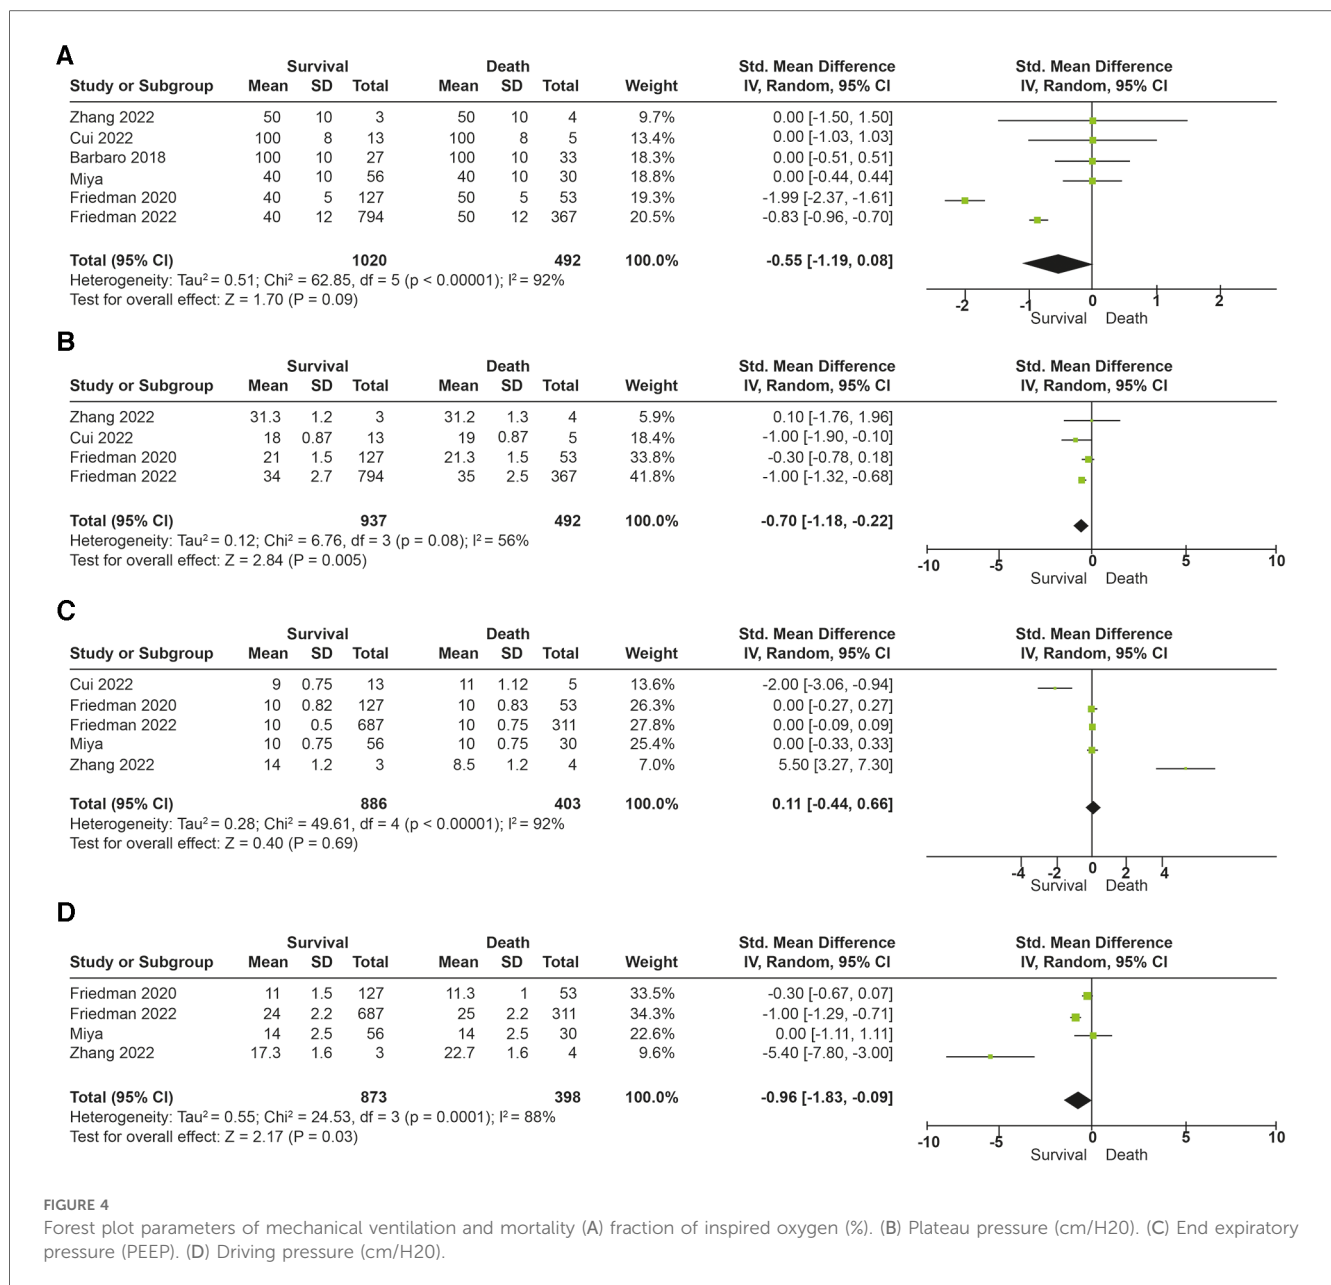 A
Survival Death Std. Mean Difference Std. Mean Difference
Study or Subgroup Mean SD Total Mean SD Total Weight IV, Random, 95% CI IV, Random, 95% CI
Zhang 2022 50 10 3 50 10 4 9.7% 0.00 [-1.50, 1.50]
Cui 2022 100 8 13 100 8 5 13.4% 0.00 [-1.03, 1.03]
Barbaro 2018 100 10 27 100 10 33 18.3% 0.00 [-0.51, 0.51]
Miya 40 10 56 40 10 30 18.8% 0.00 [-0.44, 0.44]
Friedman 2020 40 5 127 50 5 53 19.3% -1.99 [-2.37, -1.61]
Friedman 2022 40 12 794 50 12 367 20.5% -0.83 [-0.96, -0.70]
Total (95% CI) 1020 492 100.0% -0.55 [-1.19, 0.08]
Heterogeneity: Tau² = 0.51; Chi² = 62.85, df = 5 (p < 0.00001); I² = 92%
Test for overall effect: Z = 1.70 (P = 0.09)
-2 -1 0 1 2
Survival Death
B
Survival Death Std. Mean Difference Std. Mean Difference
Study or Subgroup Mean SD Total Mean SD Total Weight IV, Random, 95% CI IV, Random, 95% CI
Zhang 2022 31.3 1.2 3 31.2 1.3 4 5.9% 0.10 [-1.76, 1.96]
Cui 2022 18 0.87 13 19 0.87 5 18.4% -1.00 [-1.90, -0.10]
Friedman 2020 21 1.5 127 21.3 1.5 53 33.8% -0.30 [-0.78, 0.18]
Friedman 2022 34 2.7 794 35 2.5 367 41.8% -1.00 [-1.32, -0.68]
Total (95% CI) 937 492 100.0% -0.70 [-1.18, -0.22]
Heterogeneity: Tau² = 0.12; Chi² = 6.76, df = 3 (p = 0.08); I² = 56%
Test for overall effect: Z = 2.84 (P = 0.005)
-10 -5 0 5 10
Survival Death
C
Survival Death Std. Mean Difference Std. Mean Difference
Study or Subgroup Mean SD Total Mean SD Total Weight IV, Random, 95% CI IV, Random, 95% CI
Cui 2022 9 0.75 13 11 1.12 5 13.6% -2.00 [-3.06, -0.94]
Friedman 2020 10 0.82 127 10 0.83 53 26.3% 0.00 [-0.27, 0.27]
Friedman 2022 10 0.5 687 10 0.75 311 27.8% 0.00 [-0.09, 0.09]
Miya 10 0.75 56 10 0.75 30 25.4% 0.00 [-0.33, 0.33]
Zhang 2022 14 1.2 3 8.5 1.2 4 7.0% 5.50 [3.27, 7.30]
Total (95% CI) 886 403 100.0% 0.11 [-0.44, 0.66]
Heterogeneity: Tau² = 0.28; Chi² = 49.61, df = 4 (p < 0.00001); I² = 92%
Test for overall effect: Z = 0.40 (P = 0.69)
-4 -2 0 2 4
Survival Death
D
Survival Death Std. Mean Difference Std. Mean Difference
Study or Subgroup Mean SD Total Mean SD Total Weight IV, Random, 95% CI IV, Random, 95% CI
Friedman 2020 11 1.5 127 11.3 1 53 33.5% -0.30 [-0.67, 0.07]
Friedman 2022 24 2.2 687 25 2.2 311 34.3% -1.00 [-1.29, -0.71]
Miya 14 2.5 56 14 2.5 30 22.6% 0.00 [-1.11, 1.11]
Zhang 2022 17.3 1.6 3 22.7 1.6 4 9.6% -5.40 [-7.80, -3.00]
Total (95% CI) 873 398 100.0% -0.96 [-1.83, -0.09]
Heterogeneity: Tau² = 0.55; Chi² = 24.53, df = 3 (p = 0.0001); I² = 88%
Test for overall effect: Z = 2.17 (P = 0.03)
-10 -5 0 5 10
Survival Death
FIGURE 4
Forest plot parameters of mechanical ventilation and mortality (A) fraction of inspired oxygen (%). (B) Plateau pressure (cm/H20). (C) End expiratory
pressure (PEEP). (D) Driving pressure (cm/H20).